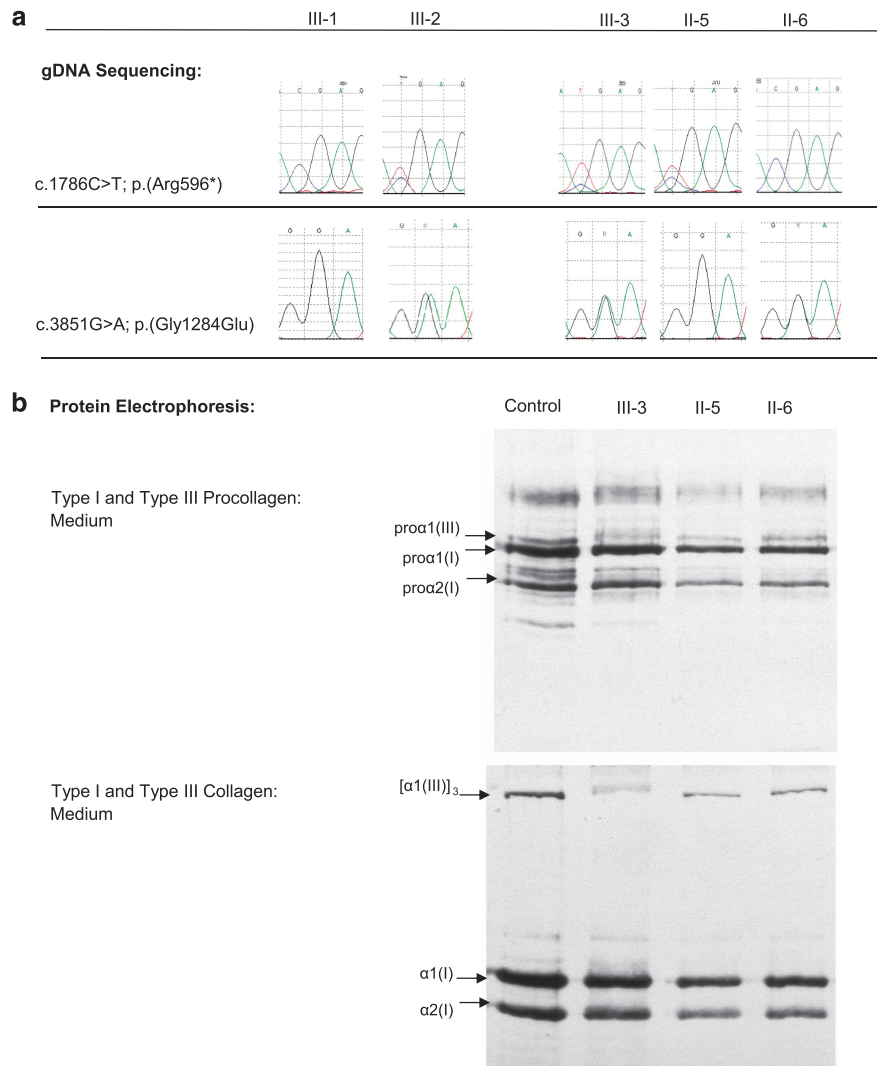 a
III-1 III-2 III-3 II-5 II-6
gDNA Sequencing:
C G A G
Y G A G
A T G A G
Y G A G
C G A G
c.1786C>T; p.(Arg596*)
G G A
G R A
G R A
G G A
G R A
c.3851G>A; p.(Gly1284Glu)
b
Protein Electrophoresis:
Control III-3 II-5 II-6
Type I and Type III Procollagen:
Medium
proα1(III)
proα1(I)
proα2(I)
Type I and Type III Collagen:
Medium
[α1(III)]3
α1(I)
α2(I)